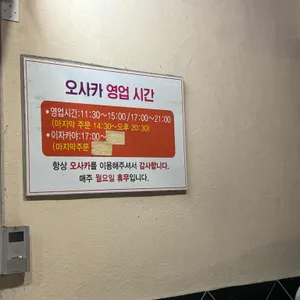 오사카 영업 시간
•영업시간:11:30~15:00/17:00~21:00
(마지막 주문 14:30~오후 20:30)
•이자카야:17:00~
(마지막주문
항상 오사카를 이용해주셔서 감사합니다.
매주 월요일 휴무입니다.